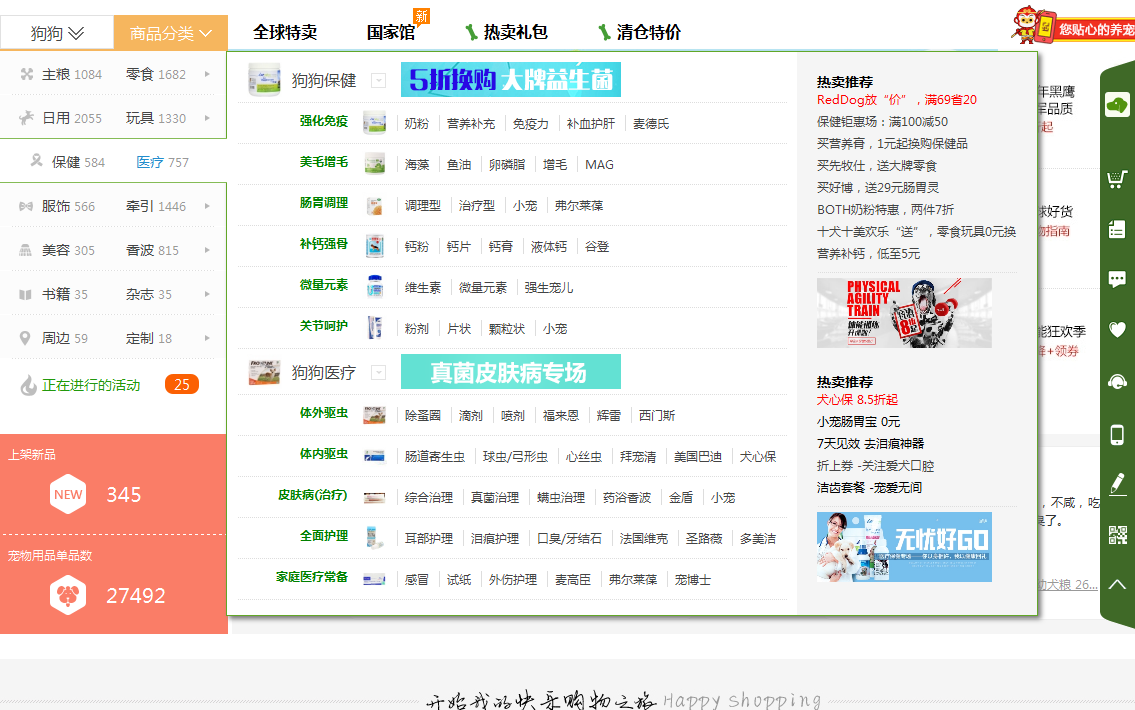 狗狗
商品分类
全球特卖
国家馆
新
热卖礼包
清仓特价
您贴心的养宠
主粮 1084
零食 1682
日用 2055
玩具 1330
保健 584
医疗 757
服饰 566
牵引 1446
美容 305
香波 815
书籍 35
杂志 35
周边 59
定制 18
正在进行的活动
25
上架新品
NEW
345
宠物用品单品数
27492
狗狗保健
5折换购 大牌益生菌
强化免疫
奶粉 营养补充 免疫力 补血护肝 麦德氏
美毛增毛
海藻 鱼油 卵磷脂 增毛 MAG
肠胃调理
调理型 治疗型 小宠 弗尔莱葆
补钙强骨
钙粉 钙片 钙膏 液体钙 谷登
微量元素
维生素 微量元素 强生宠儿
关节呵护
粉剂 片状 颗粒状 小宠
狗狗医疗
真菌皮肤病专场
体外驱虫
除蚤圈 滴剂 喷剂 福来恩 辉雷 西门斯
体内驱虫
肠道寄生虫 球虫/弓形虫 心丝虫 拜宠清 美国巴迪 犬心保
皮肤病(治疗)
综合治理 真菌治理 螨虫治理 药浴香波 金盾 小宠
全面护理
耳部护理 泪痕护理 口臭/牙结石 法国维克 圣路薇 多美洁
家庭医疗常备
感冒 试纸 外伤护理 麦高臣 弗尔莱葆 宠博士
热卖推荐
RedDog放“价”，满69省20
保健钜惠场：满100减50
买营养膏，1元起换购保健品
买先牧仕，送大牌零食
买好博，送29元肠胃灵
BOTH奶粉特惠，两件7折
十犬十美欢乐“送”，零食玩具0元换
营养补钙，低至5元
PHYSICAL
AGILITY
TRAIN
热卖推荐
犬心保 8.5折起
小宠肠胃宝 0元
7天见效 去泪痕神器
折上券 -关注爱犬口腔
洁齿套餐 -宠爱无间
无忧好GO
年黑鹰
军品质
起
球好货
物指南
能狂欢季
+领券
，不咸，吃
了。
动犬粮 26...
开始我的快乐购物之旅 Happy shopping